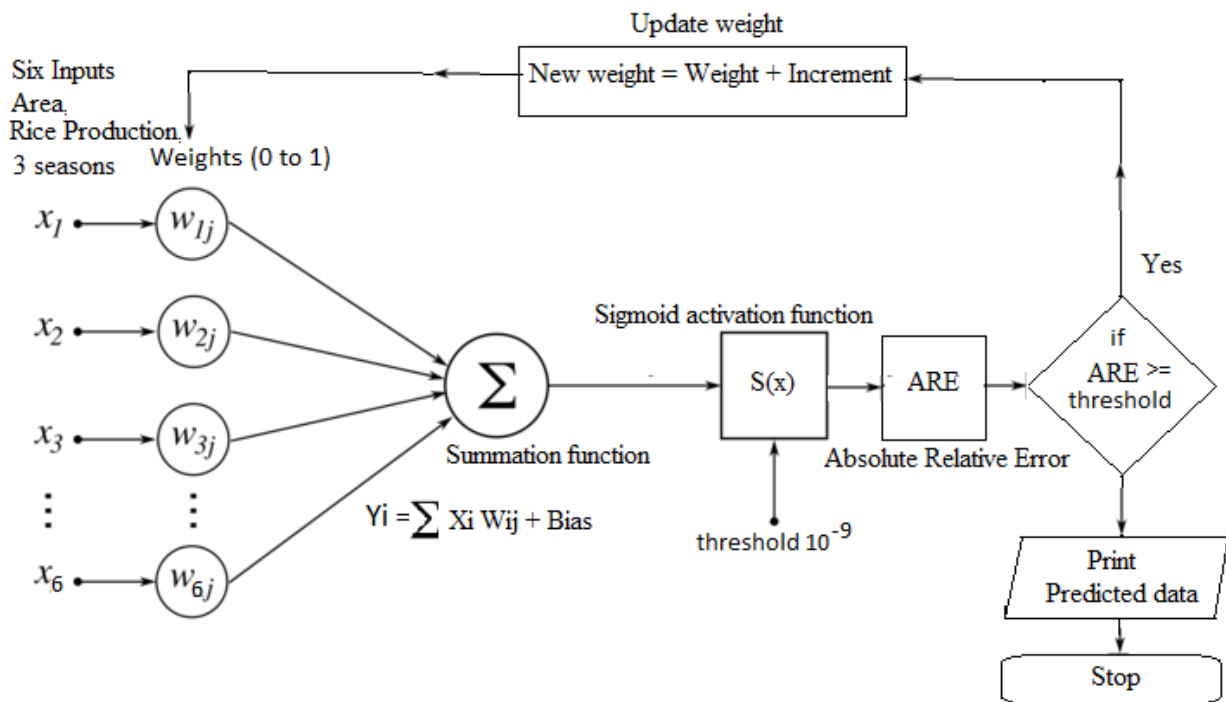 Update weight
New weight = Weight + Increment
Six Inputs
Area,
Rice Production,
3 seasons
Weights (0 to 1)
x1
w1j
x2
w2j
x3
w3j
x6
w6j
Σ
Summation function
Yi = ∑ Xi Wij + Bias
Sigmoid activation function
S(x)
threshold 10^-9
ARE
Absolute Relative Error
if
ARE >=
threshold
Yes
Print
Predicted data
Stop